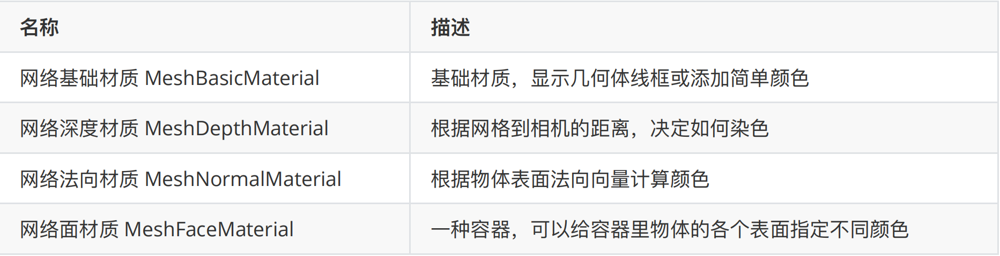 名称 描述
网络基础材质 MeshBasicMaterial 基础材质，显示几何体线框或添加简单颜色
网络深度材质 MeshDepthMaterial 根据网格到相机的距离，决定如何染色
网络法向材质 MeshNormalMaterial 根据物体表面法向向量计算颜色
网络面材质 MeshFaceMaterial 一种容器，可以给容器里物体的各个表面指定不同颜色